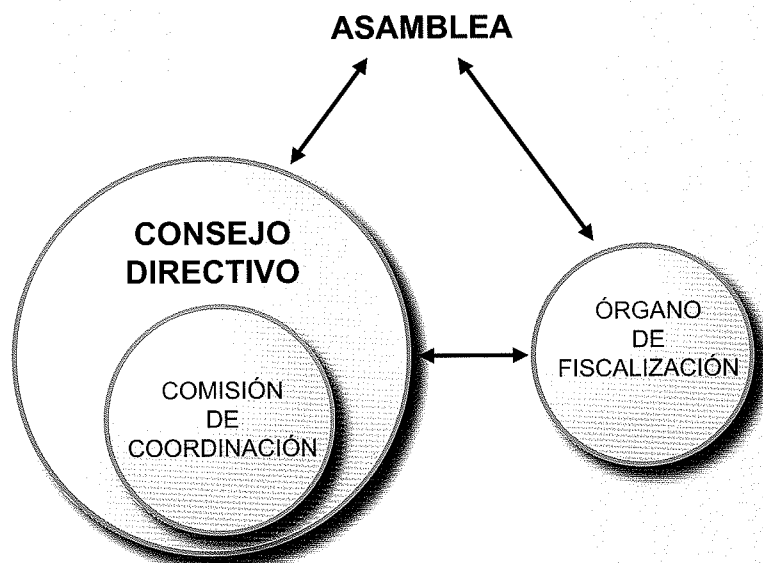 ASAMBLEA
CONSEJO
DIRECTIVO
COMISIÓN
DE
COORDINACIÓN
ÓRGANO
DE
FISCALIZACIÓN